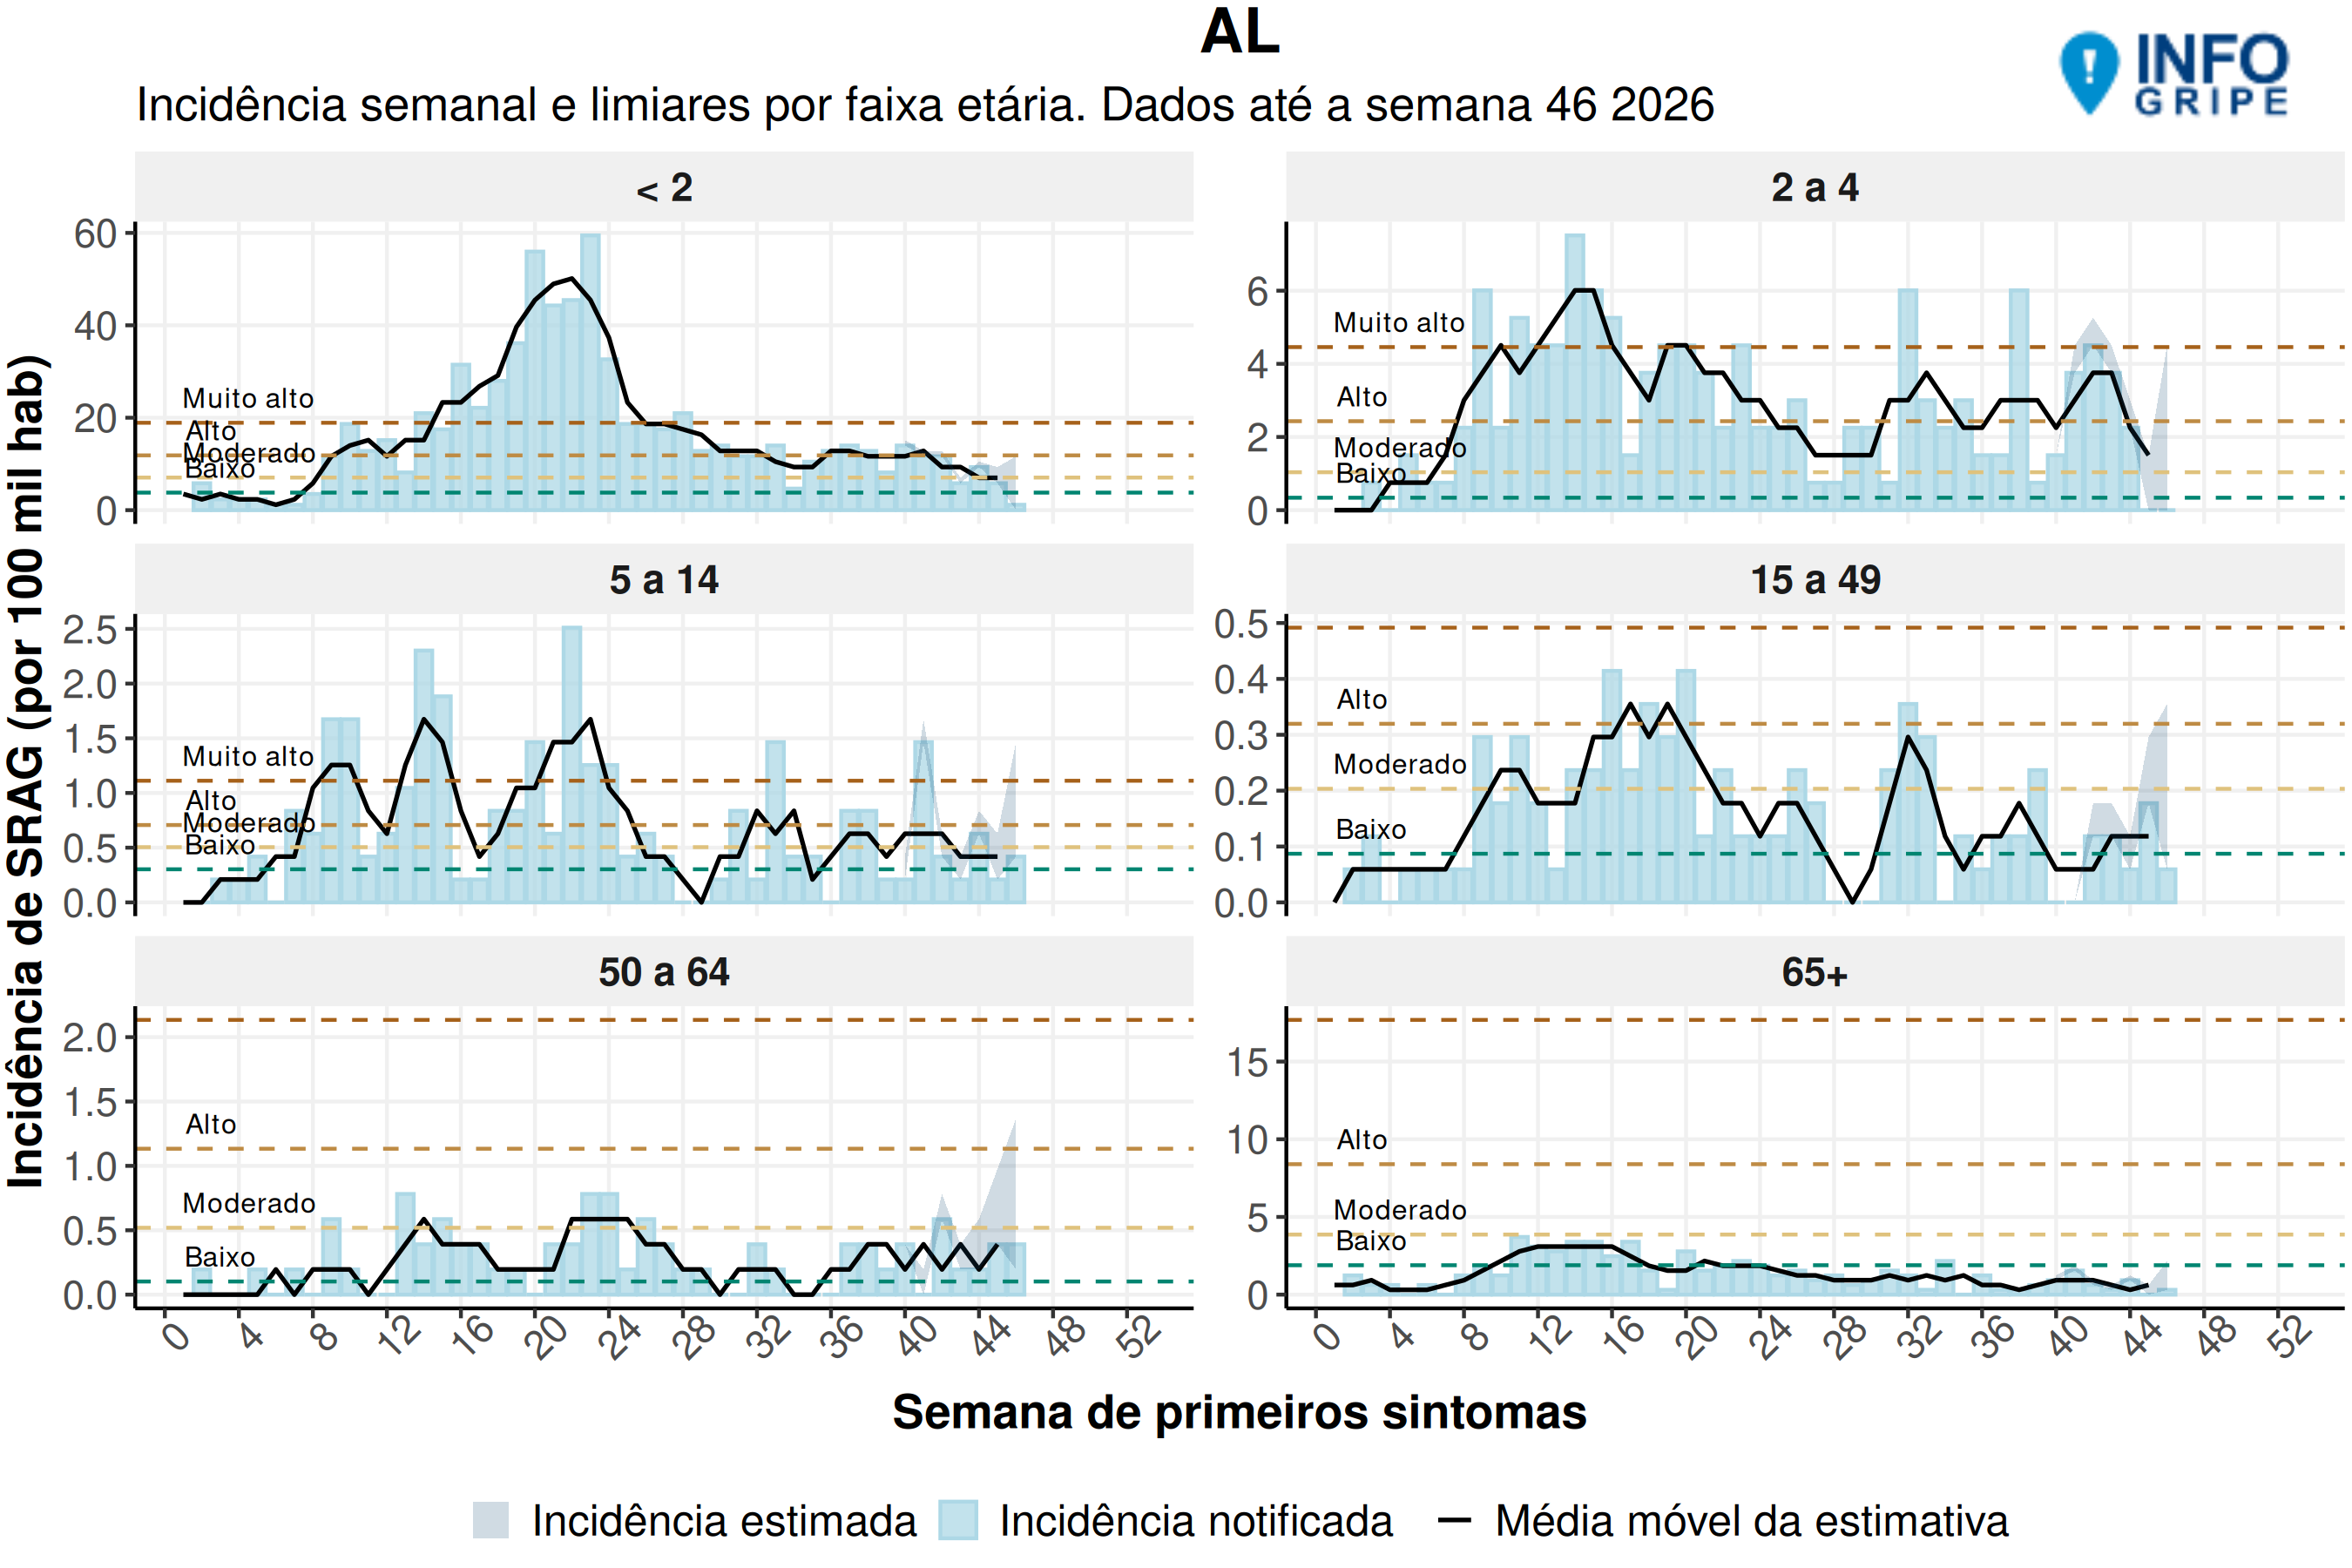 AL
INFO
GRIPE
Incidência semanal e limiares por faixa etária. Dados até a semana 46 2026
Incidência de SRAG (por 100 mil hab)
< 2
60
40
20
0
Muito alto
Alto
Moderado
Baixo
2 a 4
6
4
2
0
Muito alto
Alto
Moderado
Baixo
5 a 14
2.5
2.0
1.5
1.0
0.5
0.0
Muito alto
Alto
Moderado
Baixo
15 a 49
0.5
0.4
0.3
0.2
0.1
0.0
Alto
Moderado
Baixo
50 a 64
2.0
1.5
1.0
0.5
0.0
Alto
Moderado
Baixo
65+
15
10
5
0
Alto
Moderado
Baixo
0 4 8 12 16 20 24 28 32 36 40 44 48 52
0 4 8 12 16 20 24 28 32 36 40 44 48 52
Semana de primeiros sintomas
Incidência estimada Incidência notificada Média móvel da estimativa